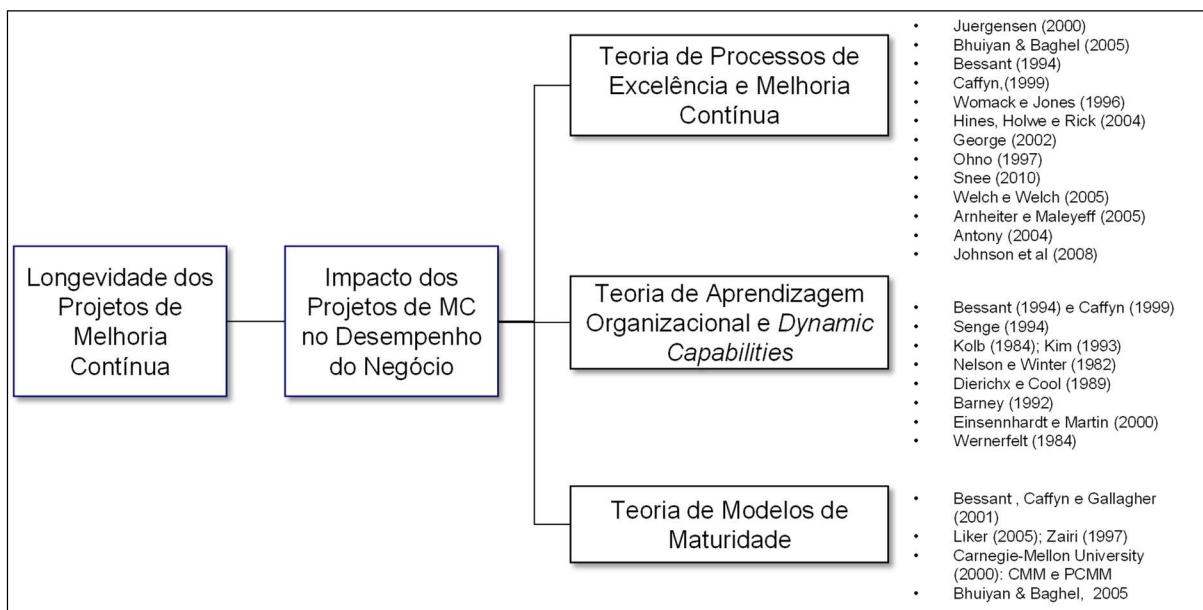 Longevidade dos
Projetos de
Melhoria
Contínua
Impacto dos
Projetos de MC
no Desempenho
do Negócio
Teoria de Processos de
Excelência e Melhoria
Contínua
• Juergensen (2000)
• Bhuiyan & Baghel (2005)
• Bessant (1994)
• Caffyn,(1999)
• Womack e Jones (1996)
• Hines, Holwe e Rick (2004)
• George (2002)
• Ohno (1997)
• Snee (2010)
• Welch e Welch (2005)
• Arnheiter e Maleyeff (2005)
• Antony (2004)
• Johnson et al (2008)
Teoria de Aprendizagem
Organizacional e Dynamic
Capabilities
• Bessant (1994) e Caffyn (1999)
• Senge (1994)
• Kolb (1984); Kim (1993)
• Nelson e Winter (1982)
• Dierichx e Cool (1989)
• Barney (1992)
• Einsennhardt e Martin (2000)
• Wernerfelt (1984)
Teoria de Modelos de
Maturidade
• Bessant , Caffyn e Gallagher
(2001)
• Liker (2005); Zairi (1997)
• Carnegie-Mellon University
(2000): CMM e PCMM
• Bhuiyan & Baghel, 2005